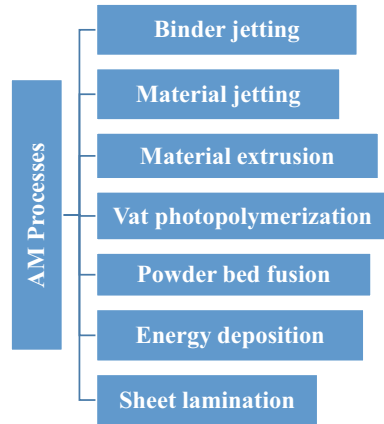 AM Processes
Binder jetting
Material jetting
Material extrusion
Vat photopolymerization
Powder bed fusion
Energy deposition
Sheet lamination